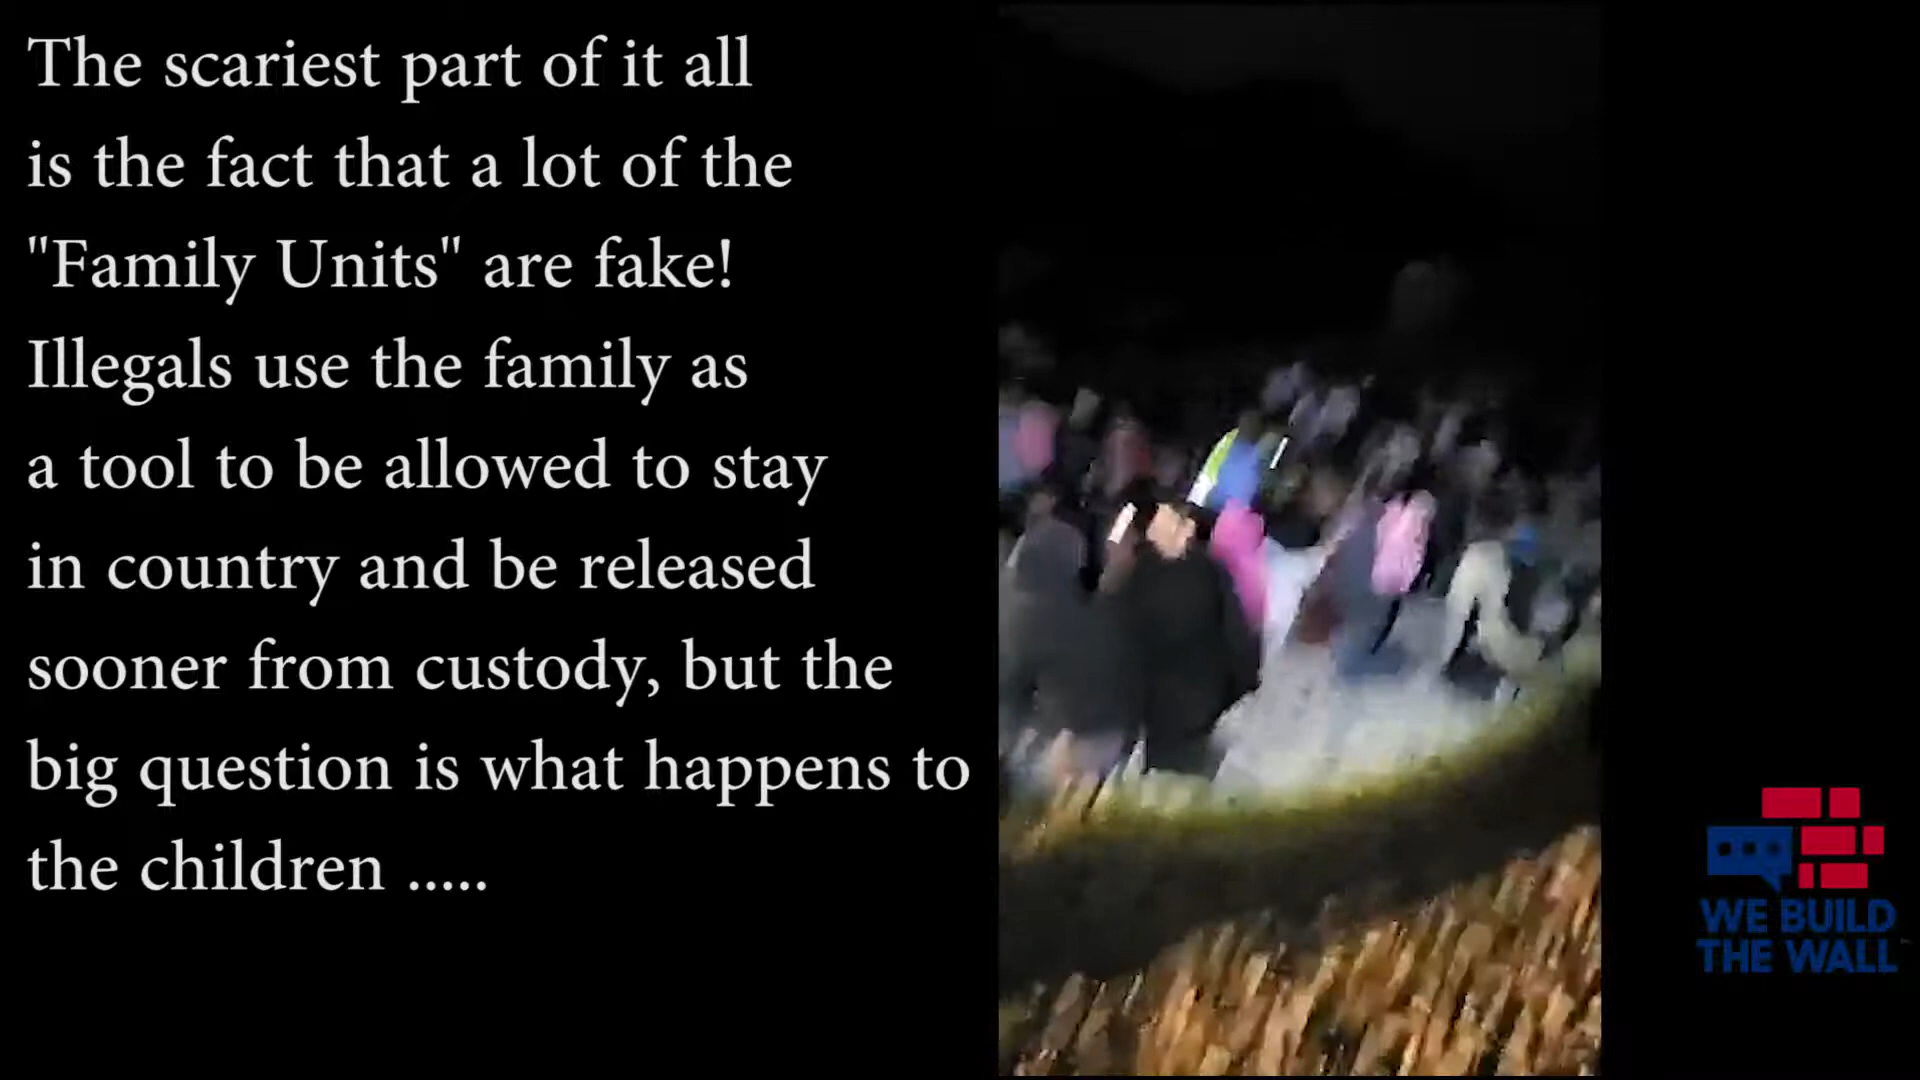 The scariest part of it all
is the fact that a lot of the
"Family Units" are fake!
Illegals use the family as
a tool to be allowed to stay
in country and be released
sooner from custody, but the
big question is what happens to
the children .....
WE BUILD
THE WALL